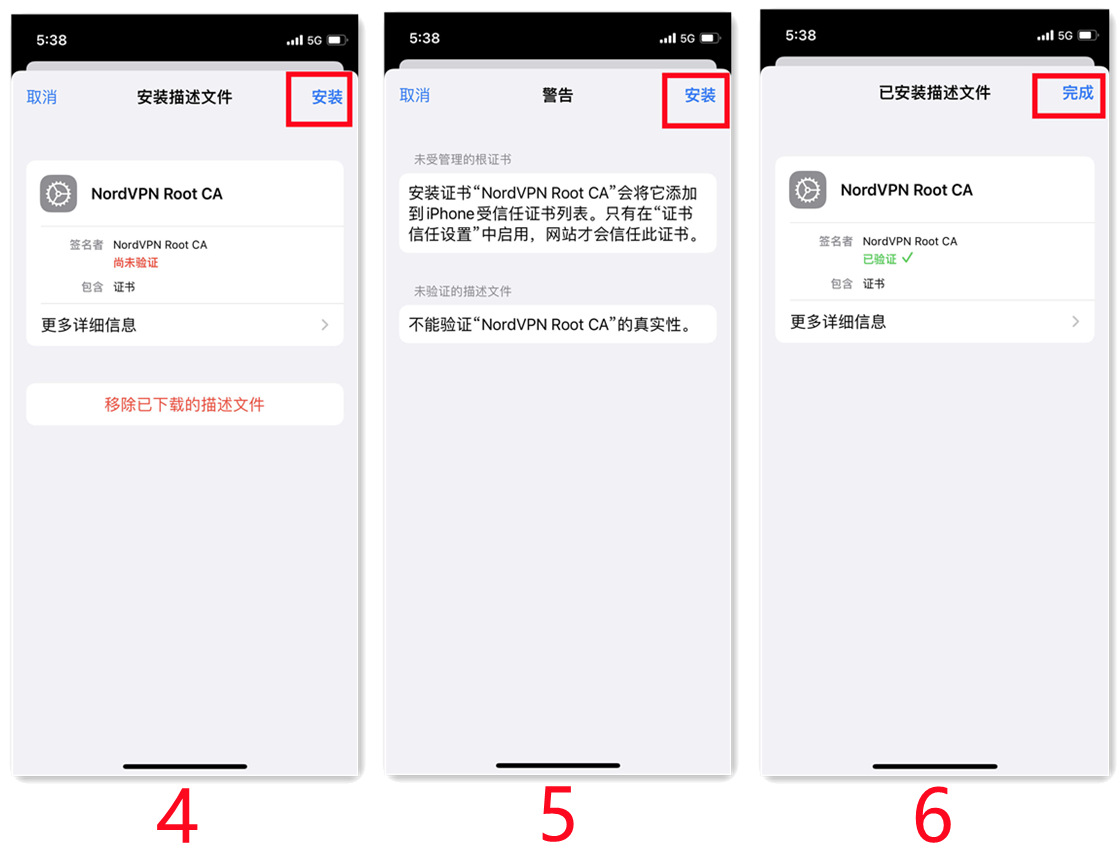 5:38
5G
取消
安装描述文件
安装
NordVPN Root CA
签名者 NordVPN Root CA
尚未验证
包含 证书
更多详细信息
移除已下载的描述文件
4
5:38
5G
取消
警告
安装
未受管理的根证书
安装证书“NordVPN Root CA”会将它添加
到iPhone受信任证书列表。只有在“证书
信任设置”中启用，网站才会信任此证书。
未验证的描述文件
不能验证“NordVPN Root CA”的真实性。
5
5:38
5G
已安装描述文件
完成
NordVPN Root CA
签名者 NordVPN Root CA
已验证 ✓
包含 证书
更多详细信息
6